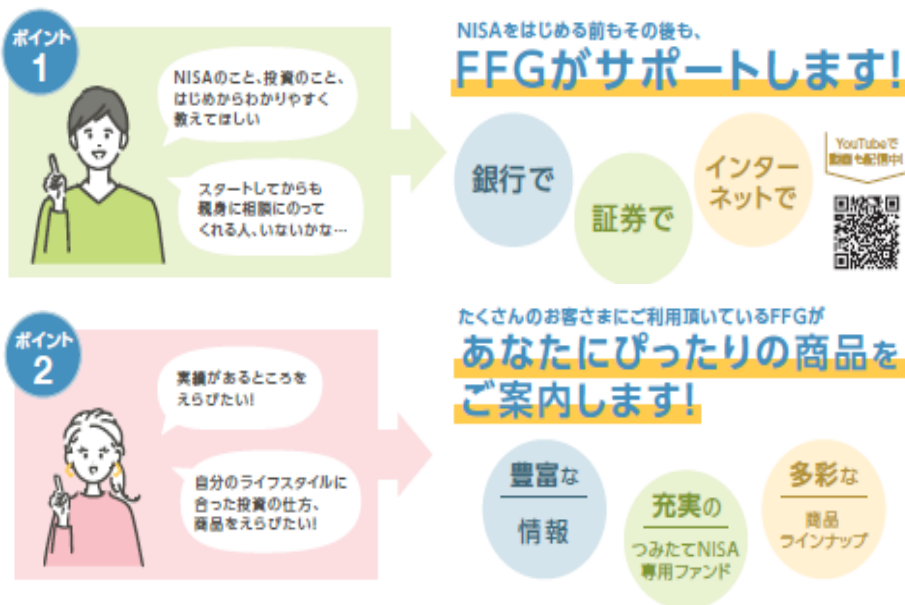 ポイント
1
NISAのこと、投資のこと、
はじめからわかりやすく
教えてほしい
スタートしてからも
親身に相談にのって
くれる人、いないかな…
NISAをはじめる前もその後も、
FFGがサポートします!
銀行で
証券で
インター
ネットで
YouTubeで
動画も配信中!
ポイント
2
実績があるところを
えらびたい!
自分のライフスタイルに
合った投資の仕方、
商品をえらびたい!
たくさんのお客さまにご利用頂いているFFGが
あなたにぴったりの商品を
ご案内します!
豊富な
情報
充実の
つみたてNISA
専用ファンド
多彩な
商品
ラインナップ